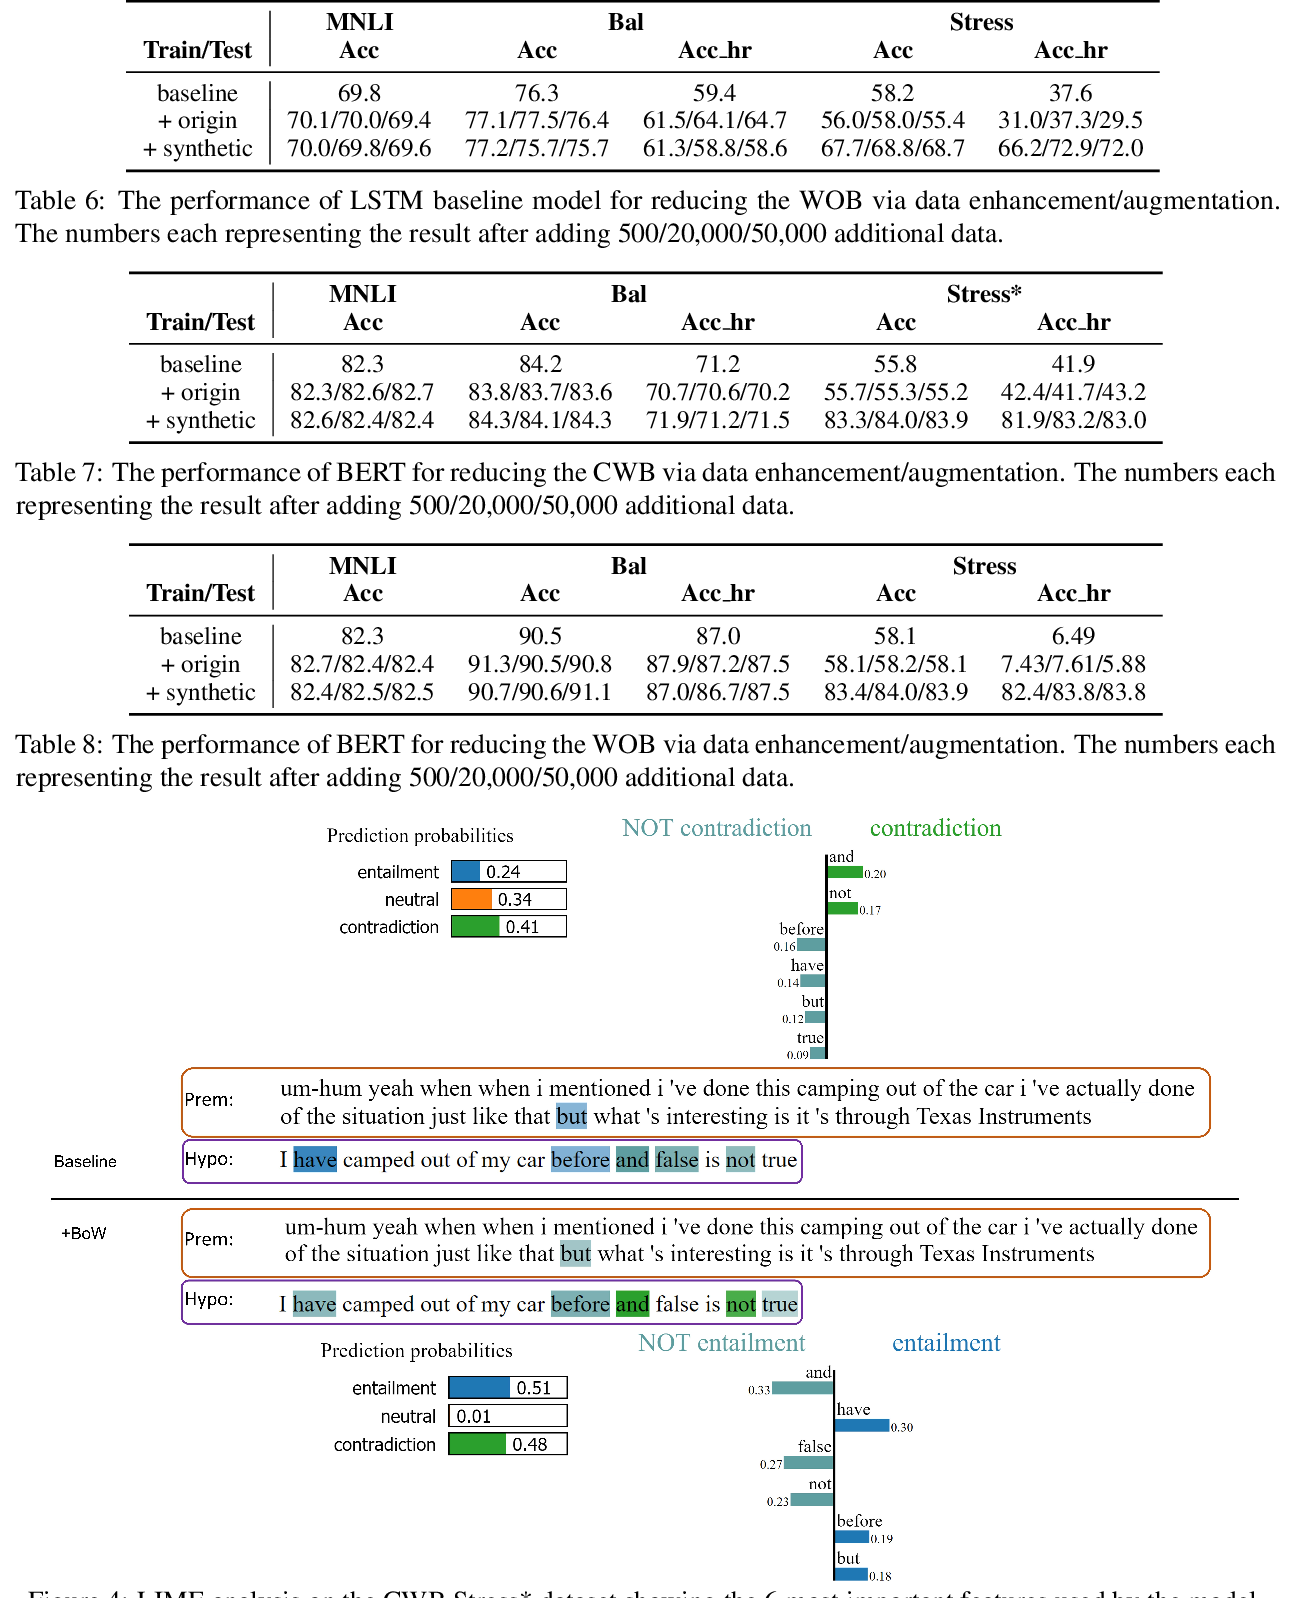 MNLI Bal Stress
Train/Test Acc Acc Acc_hr Acc Acc_hr
baseline 69.8 76.3 59.4 58.2 37.6
+ origin 70.1/70.0/69.4 77.1/77.5/76.4 61.5/64.1/64.7 56.0/58.0/55.4 31.0/37.3/29.5
+ synthetic 70.0/69.8/69.6 77.2/75.7/75.7 61.3/58.8/58.6 67.7/68.8/68.7 66.2/72.9/72.0
Table 6: The performance of LSTM baseline model for reducing the WOB via data enhancement/augmentation.
The numbers each representing the result after adding 500/20,000/50,000 additional data.
MNLI Bal Stress*
Train/Test Acc Acc Acc_hr Acc Acc_hr
baseline 82.3 84.2 71.2 55.8 41.9
+ origin 82.3/82.6/82.7 83.8/83.7/83.6 70.7/70.6/70.2 55.7/55.3/55.2 42.4/41.7/43.2
+ synthetic 82.6/82.4/82.4 84.3/84.1/84.3 71.9/71.2/71.5 83.3/84.0/83.9 81.9/83.2/83.0
Table 7: The performance of BERT for reducing the CWB via data enhancement/augmentation. The numbers each
representing the result after adding 500/20,000/50,000 additional data.
MNLI Bal Stress
Train/Test Acc Acc Acc_hr Acc Acc_hr
baseline 82.3 90.5 87.0 58.1 6.49
+ origin 82.7/82.4/82.4 91.3/90.5/90.8 87.9/87.2/87.5 58.1/58.2/58.1 7.43/7.61/5.88
+ synthetic 82.4/82.5/82.5 90.7/90.6/91.1 87.0/86.7/87.5 83.4/84.0/83.9 82.4/83.8/83.8
Table 8: The performance of BERT for reducing the WOB via data enhancement/augmentation. The numbers each
representing the result after adding 500/20,000/50,000 additional data.
Prediction probabilities
entailment 0.24
neutral 0.34
contradiction 0.41
NOT contradiction contradiction
and
0.20
not
0.17
before
0.16
have
0.14
but
0.12
true
0.09
Prem: um-hum yeah when when i mentioned i 've done this camping out of the car i 've actually done
of the situation just like that but what 's interesting is it 's through Texas Instruments
Baseline
Hypo: I have camped out of my car before and false is not true
+BoW
Prem: um-hum yeah when when i mentioned i 've done this camping out of the car i 've actually done
of the situation just like that but what 's interesting is it 's through Texas Instruments
Hypo: I have camped out of my car before and false is not true
Prediction probabilities
entailment 0.51
neutral 0.01
contradiction 0.48
NOT entailment entailment
and
0.33
have
0.30
false
0.27
not
0.23
before
0.19
but
0.18
Figure 4: LIME analysis on the CWB Stress* dataset showing the 6 most important features used by the model